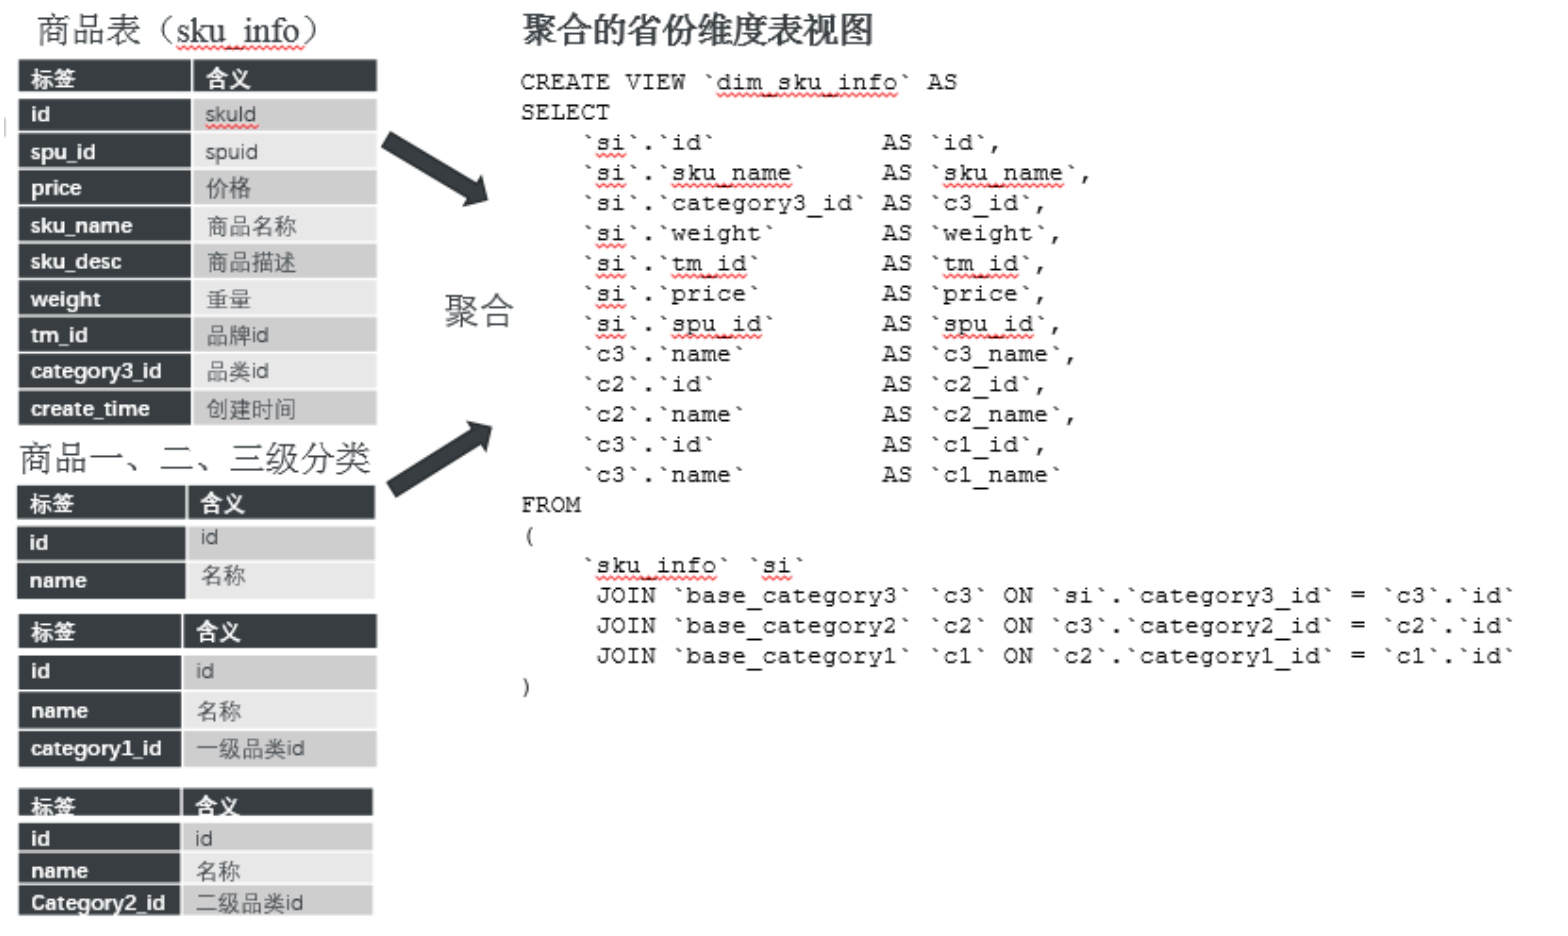 商品表（sku_info）
标签 含义
id skuId
spu_id spuid
price 价格
sku_name 商品名称
sku_desc 商品描述
weight 重量
tm_id 品牌id
category3_id 品类id
create_time 创建时间
商品一、二、三级分类
标签 含义
id id
name 名称
标签 含义
id id
name 名称
category1_id 一级品类id
标签 含义
id id
name 名称
Category2_id 二级品类id
聚合
聚合的省份维度表视图
CREATE VIEW `dim_sku_info` AS
SELECT
`si`.`id` AS `id`,
`si`.`sku_name` AS `sku_name`,
`si`.`category3_id` AS `c3_id`,
`si`.`weight` AS `weight`,
`si`.`tm_id` AS `tm_id`,
`si`.`price` AS `price`,
`si`.`spu_id` AS `spu_id`,
`c3`.`name` AS `c3_name`,
`c2`.`id` AS `c2_id`,
`c2`.`name` AS `c2_name`,
`c3`.`id` AS `c1_id`,
`c3`.`name` AS `c1_name`
FROM
(
`sku_info` `si`
JOIN `base_category3` `c3` ON `si`.`category3_id` = `c3`.`id`
JOIN `base_category2` `c2` ON `c3`.`category2_id` = `c2`.`id`
JOIN `base_category1` `c1` ON `c2`.`category1_id` = `c1`.`id`
)